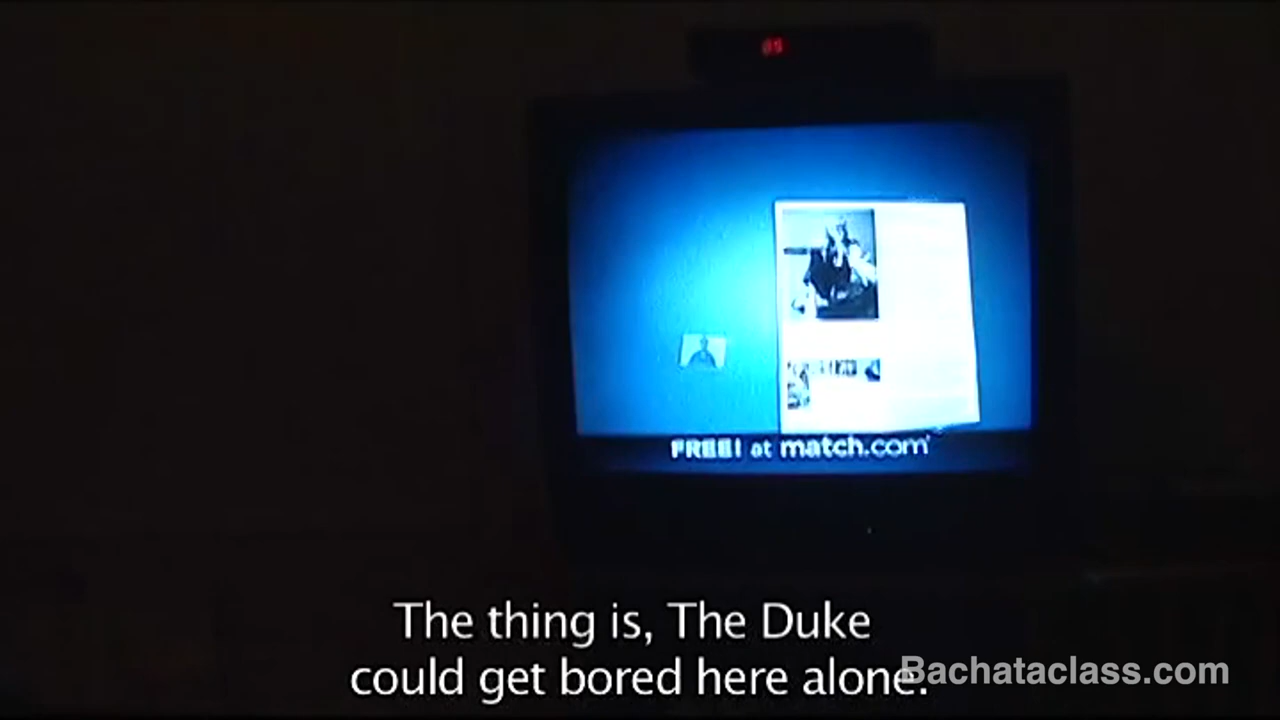 FREE! at match.com
The thing is, The Duke
could get bored here alone.
Bachataclass.com